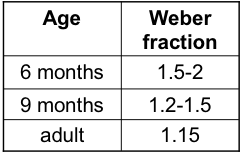 Age Weber
fraction
6 months 1.5-2
9 months 1.2-1.5
adult 1.15